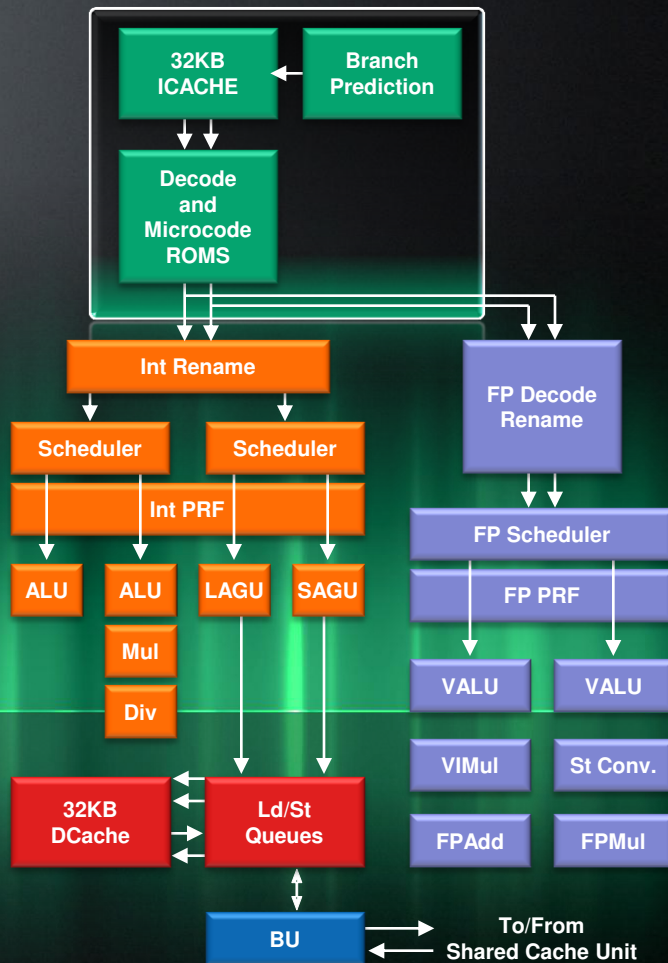 32KB
ICACHE
Branch
Prediction
Decode
and
Microcode
ROMS
Int Rename
FP Decode
Rename
Scheduler
Scheduler
Int PRF
FP Scheduler
ALU
ALU
LAGU
SAGU
FP PRF
Mul
Div
VALU
VALU
VIMul
St Conv.
32KB
DCache
Ld/St
Queues
FPAdd
FPMul
BU
To/From
Shared Cache Unit